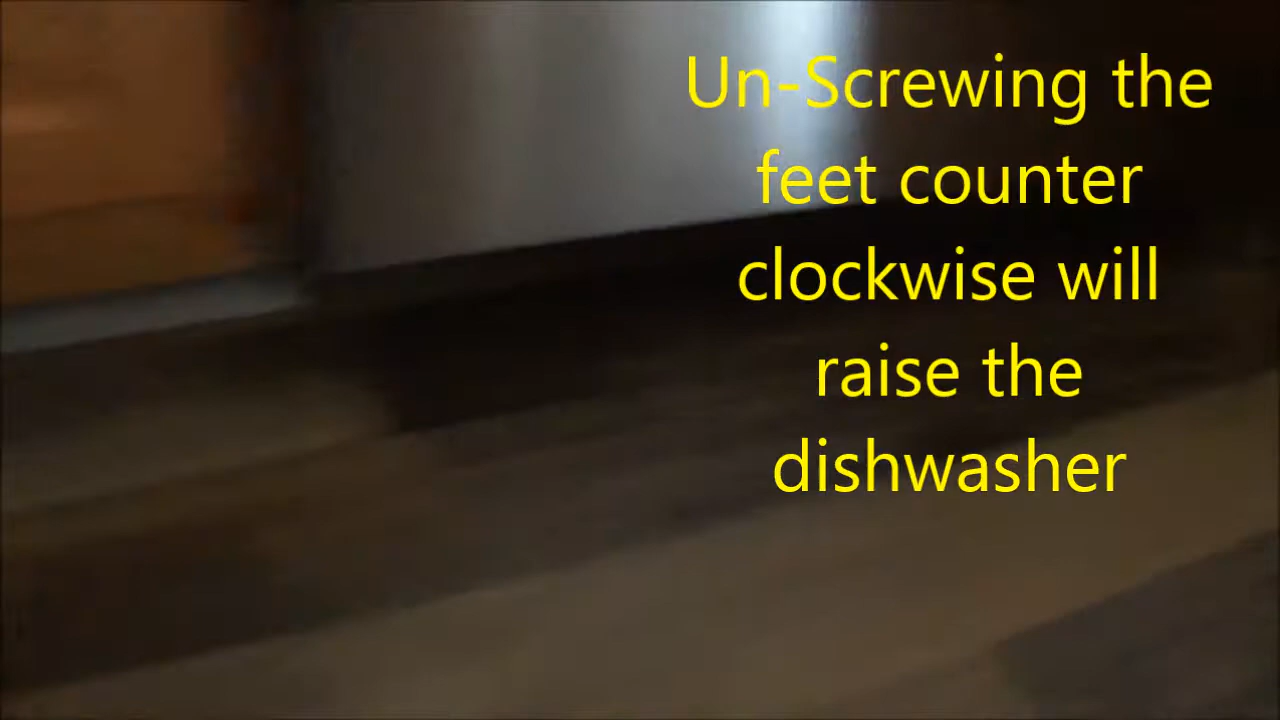 Un-Screwing the
feet counter
clockwise will
raise the
dishwasher